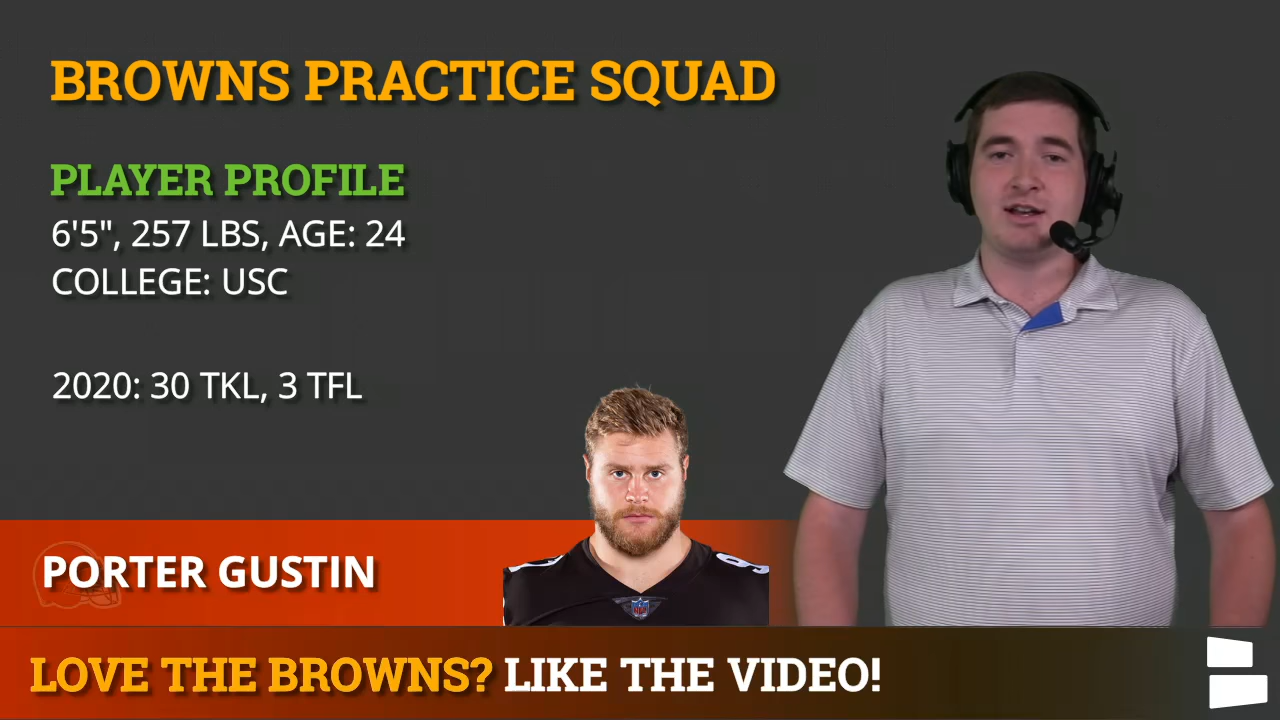 BROWNS PRACTICE SQUAD
PLAYER PROFILE
6'5", 257 LBS, AGE: 24
COLLEGE: USC
2020: 30 TKL, 3 TFL
PORTER GUSTIN
LOVE THE BROWNS? LIKE THE VIDEO!